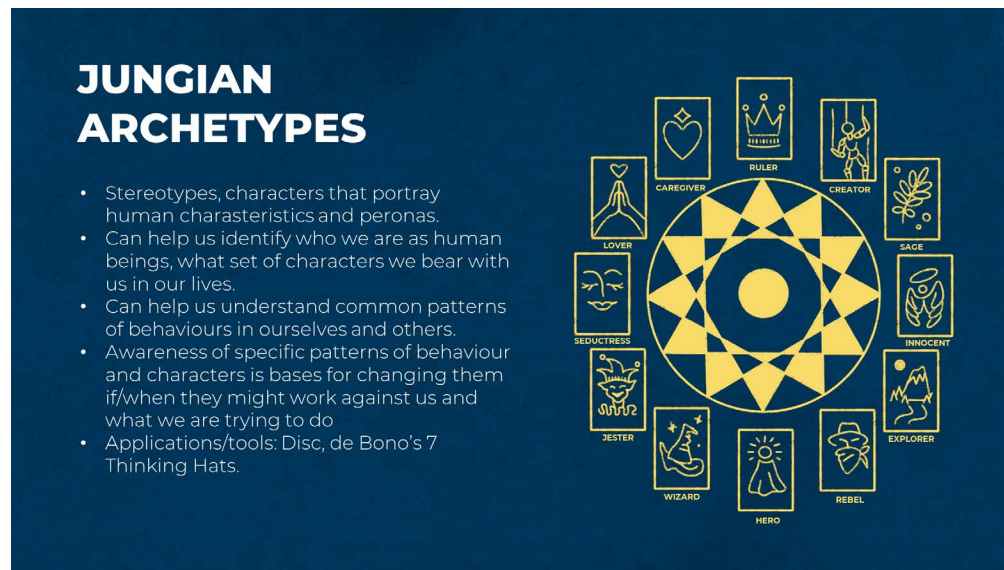 JUNGIAN
ARCHETYPES
• Stereotypes, characters that portray
human charasteristics and peronas.
• Can help us identify who we are as human
beings, what set of characters we bear with
us in our lives.
• Can help us understand common patterns
of behaviours in ourselves and others.
• Awareness of specific patterns of behaviour
and characters is bases for changing them
if/when they might work against us and
what we are trying to do
• Applications/tools: Disc, de Bono's 7
Thinking Hats.
RULER
CAREGIVER
CREATOR
LOVER
SAGE
SEDUCTRESS
INNOCENT
JESTER
EXPLORER
WIZARD
REBEL
HERO